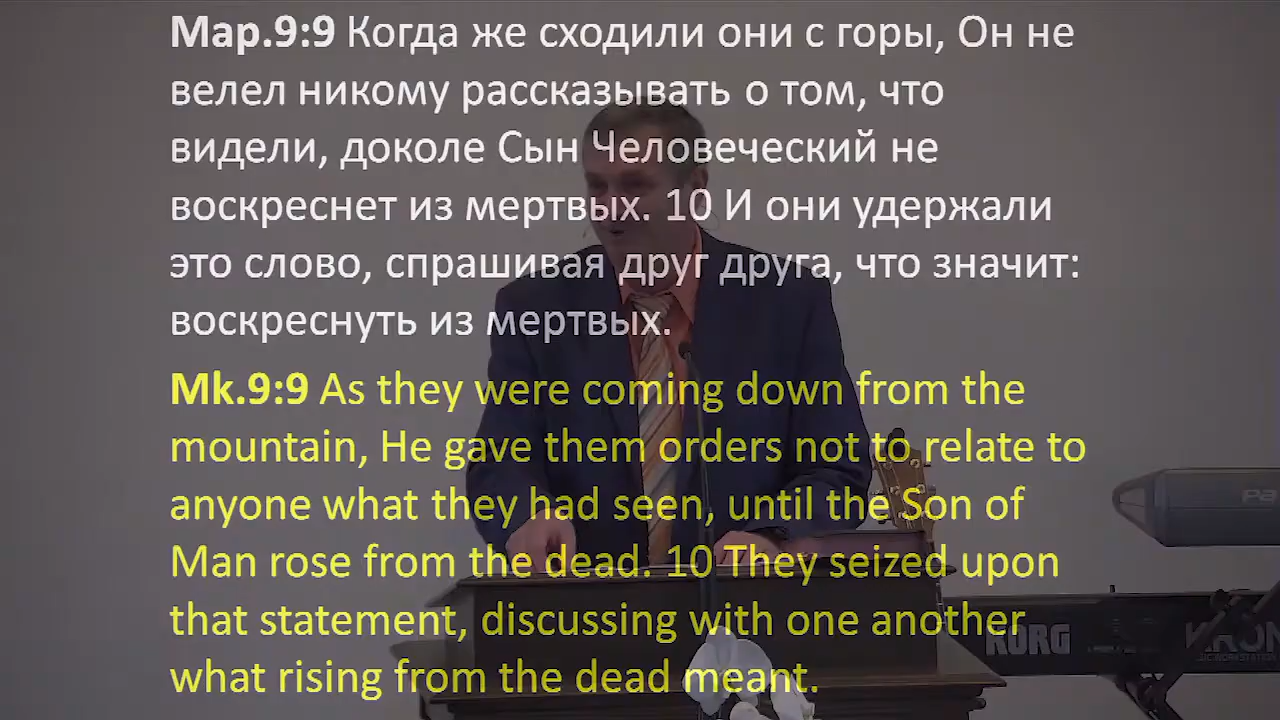 Мар.9:9 Когда же сходили они с горы, Он не
велел никому рассказывать о том, что
видели, доколе Сын Человеческий не
воскреснет из мертвых. 10 И они удержали
это слово, спрашивая друг друга, что значит:
воскреснуть из мертвых.
Mk.9:9 As they were coming down from the
mountain, He gave them orders not to relate to
anyone what they had seen, until the Son of
Man rose from the dead. 10 They seized upon
that statement, discussing with one another
what rising from the dead meant.
KORG